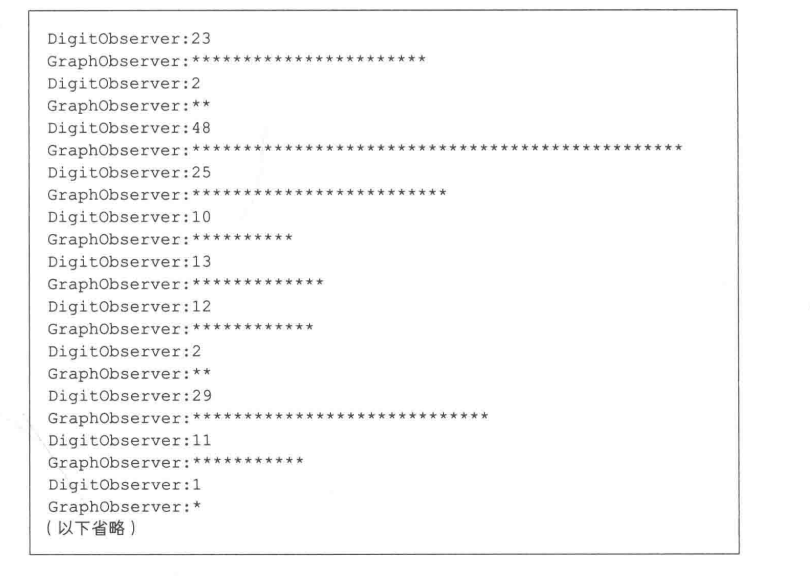 DigitObserver:23
GraphObserver:***********************
DigitObserver:2
GraphObserver:**
DigitObserver:48
GraphObserver:************************************************
DigitObserver:25
GraphObserver:*************************
DigitObserver:10
GraphObserver:**********
DigitObserver:13
GraphObserver:*************
DigitObserver:12
GraphObserver:************
DigitObserver:2
GraphObserver:**
DigitObserver:29
GraphObserver:*****************************
DigitObserver:11
GraphObserver:***********
DigitObserver:1
GraphObserver:*
（以下省略）